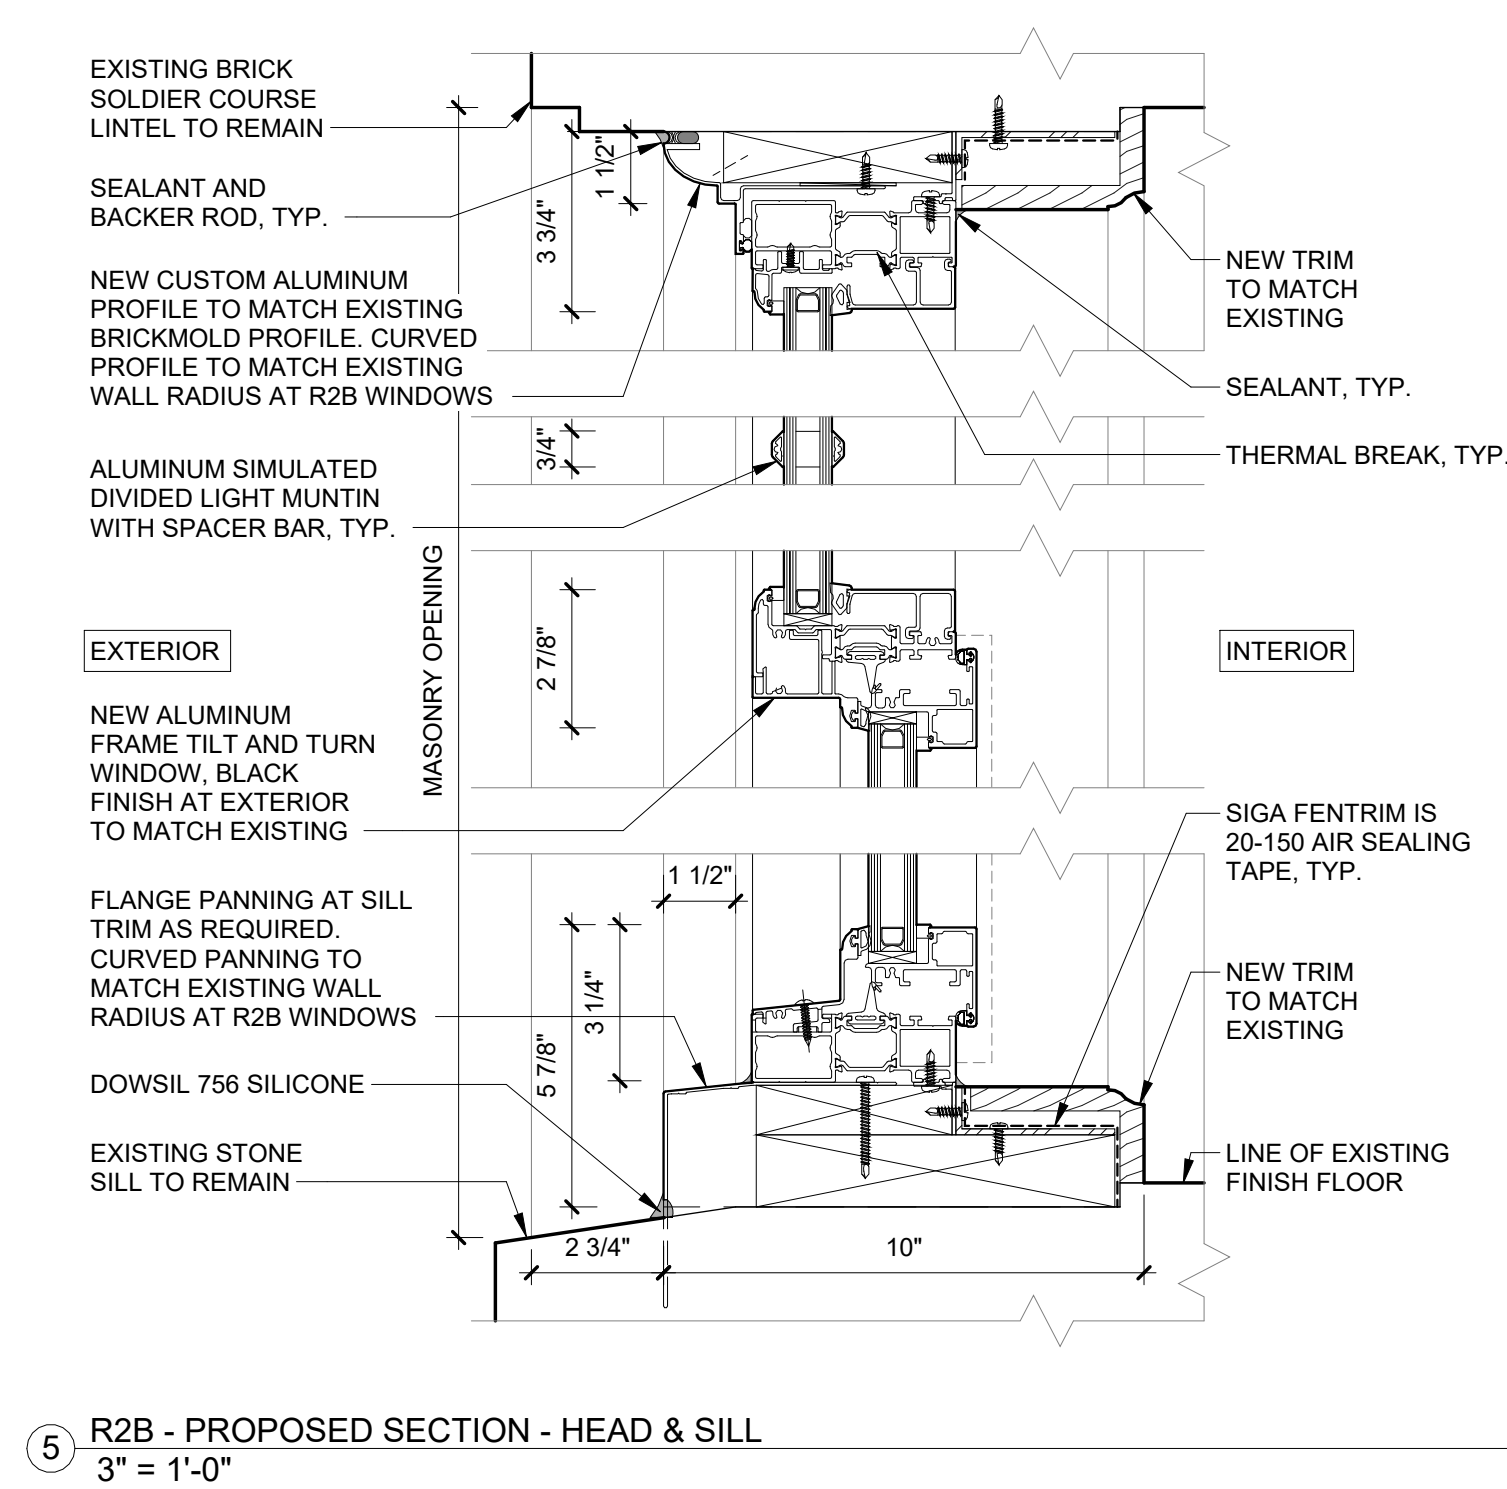 EXISTING BRICK
SOLDIER COURSE
LINTEL TO REMAIN
SEALANT AND
BACKER ROD, TYP.
NEW CUSTOM ALUMINUM
PROFILE TO MATCH EXISTING
BRICKMOLD PROFILE. CURVED
PROFILE TO MATCH EXISTING
WALL RADIUS AT R2B WINDOWS
ALUMINUM SIMULATED
DIVIDED LIGHT MUNTIN
WITH SPACER BAR, TYP.
EXTERIOR
NEW ALUMINUM
FRAME TILT AND TURN
WINDOW, BLACK
FINISH AT EXTERIOR
TO MATCH EXISTING
FLANGE PANNING AT SILL
TRIM AS REQUIRED.
CURVED PANNING TO
MATCH EXISTING WALL
RADIUS AT R2B WINDOWS
DOWSIL 756 SILICONE
EXISTING STONE
SILL TO REMAIN
MASONRY OPENING
1 1/2"
3 3/4"
3/4"
2 7/8"
1 1/2"
3 1/4"
5 7/8"
2 3/4"
10"
NEW TRIM
TO MATCH
EXISTING
SEALANT, TYP.
THERMAL BREAK, TYP.
INTERIOR
SIGA FENTRIM IS
20-150 AIR SEALING
TAPE, TYP.
NEW TRIM
TO MATCH
EXISTING
LINE OF EXISTING
FINISH FLOOR
5
R2B - PROPOSED SECTION - HEAD & SILL
3" = 1'-0"